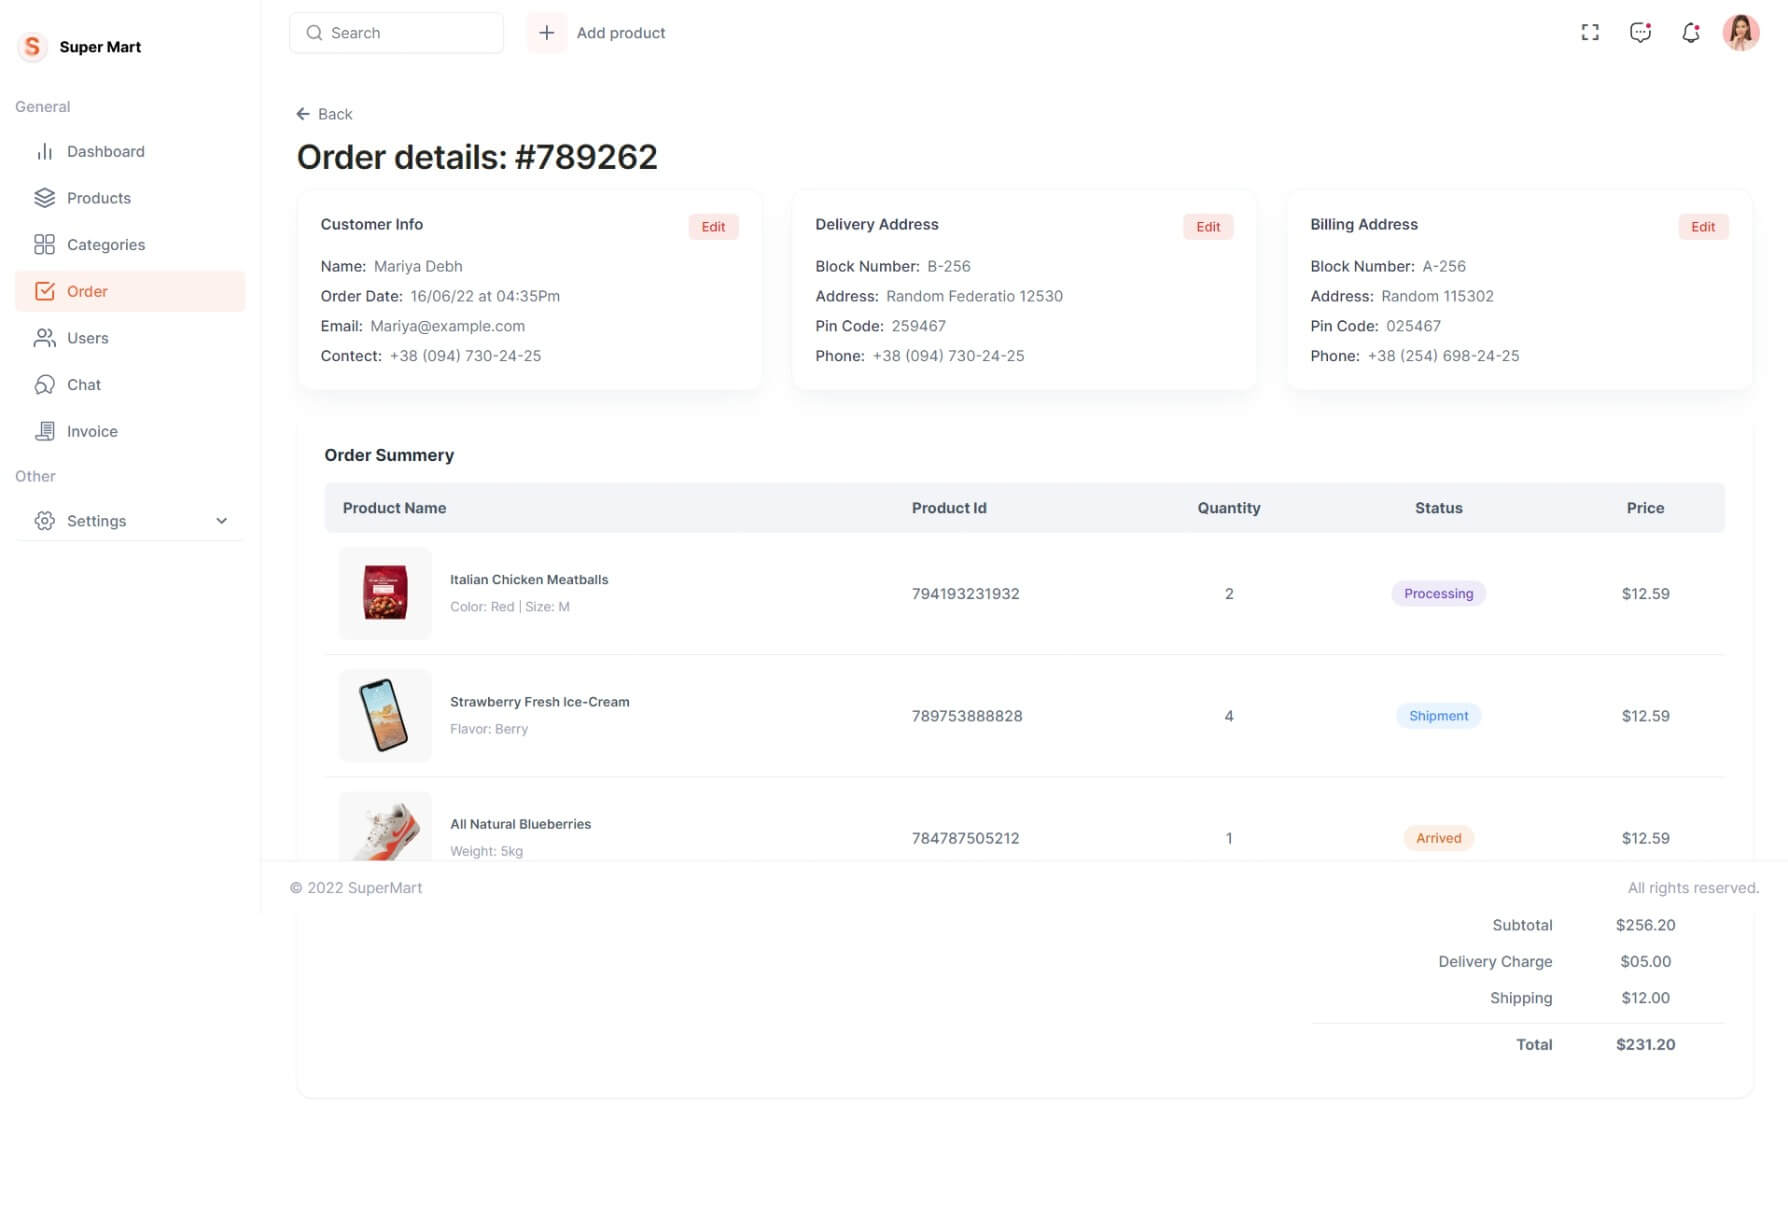 S Super Mart
Search
+ Add product
General
Dashboard
Products
Categories
Order
Users
Chat
Invoice
Other
Settings
Back
Order details: #789262
Customer Info
Edit
Name: Mariya Debh
Order Date: 16/06/22 at 04:35Pm
Email: Mariya@example.com
Contect: +38 (094) 730-24-25
Delivery Address
Edit
Block Number: B-256
Address: Random Federatio 12530
Pin Code: 259467
Phone: +38 (094) 730-24-25
Billing Address
Edit
Block Number: A-256
Address: Random 115302
Pin Code: 025467
Phone: +38 (254) 698-24-25
Order Summery
Product Name Product Id Quantity Status Price
Italian Chicken Meatballs
Color: Red | Size: M
794193231932 2 Processing $12.59
Strawberry Fresh Ice-Cream
Flavor: Berry
789753888828 4 Shipment $12.59
All Natural Blueberries
Weight: 5kg
784787505212 1 Arrived $12.59
© 2022 SuperMart
All rights reserved.
Subtotal $256.20
Delivery Charge $05.00
Shipping $12.00
Total $231.20